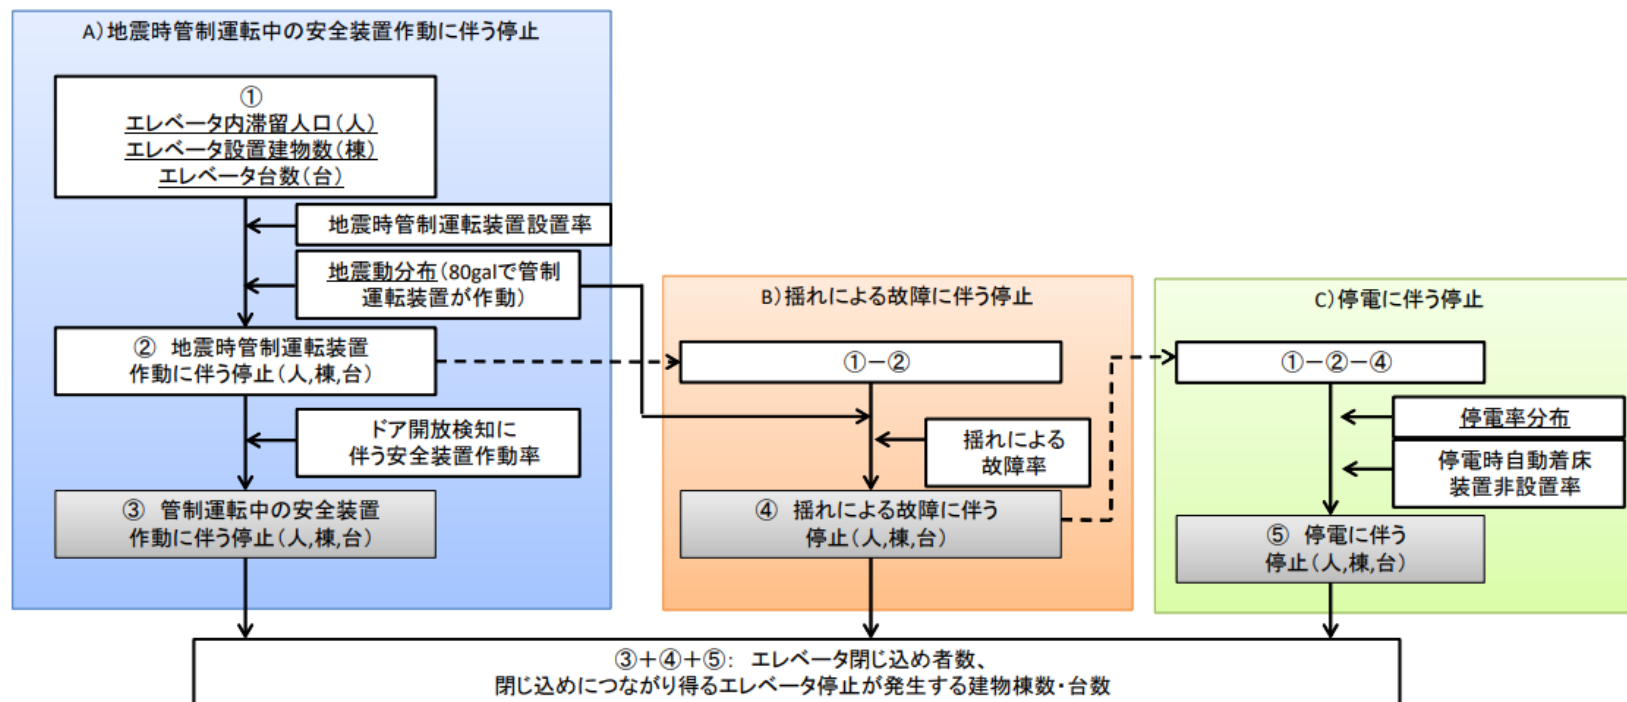 A)地震時管制運転中の安全装置作動に伴う停止
①
エレベータ内滞留人口(人)
エレベータ設置建物数(棟)
エレベータ台数(台)
地震時管制運転装置設置率
地震動分布(80galで管制
運転装置が作動)
② 地震時管制運転装置
作動に伴う停止(人,棟,台)
ドア開放検知に
伴う安全装置作動率
③ 管制運転中の安全装置
作動に伴う停止(人,棟,台)
B)揺れによる故障に伴う停止
①-②
揺れによる
故障率
④ 揺れによる故障に伴う
停止(人,棟,台)
C)停電に伴う停止
①-②-④
停電率分布
停電時自動着床
装置非設置率
⑤ 停電に伴う
停止(人,棟,台)
③+④+⑤: エレベータ閉じ込め者数、
閉じ込めにつながり得るエレベータ停止が発生する建物棟数・台数